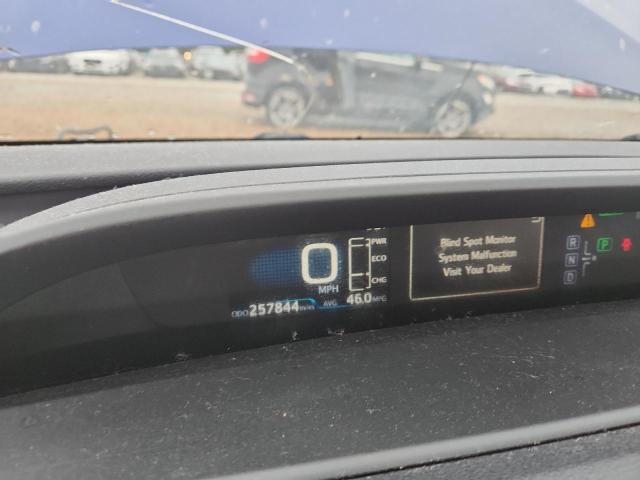 0
MPH
PWR
ECO
CHG
ODO 257844 miles
AVG 46.0 MPG
Blind Spot Monitor
System Malfunction
Visit Your Dealer
R
N
D
P